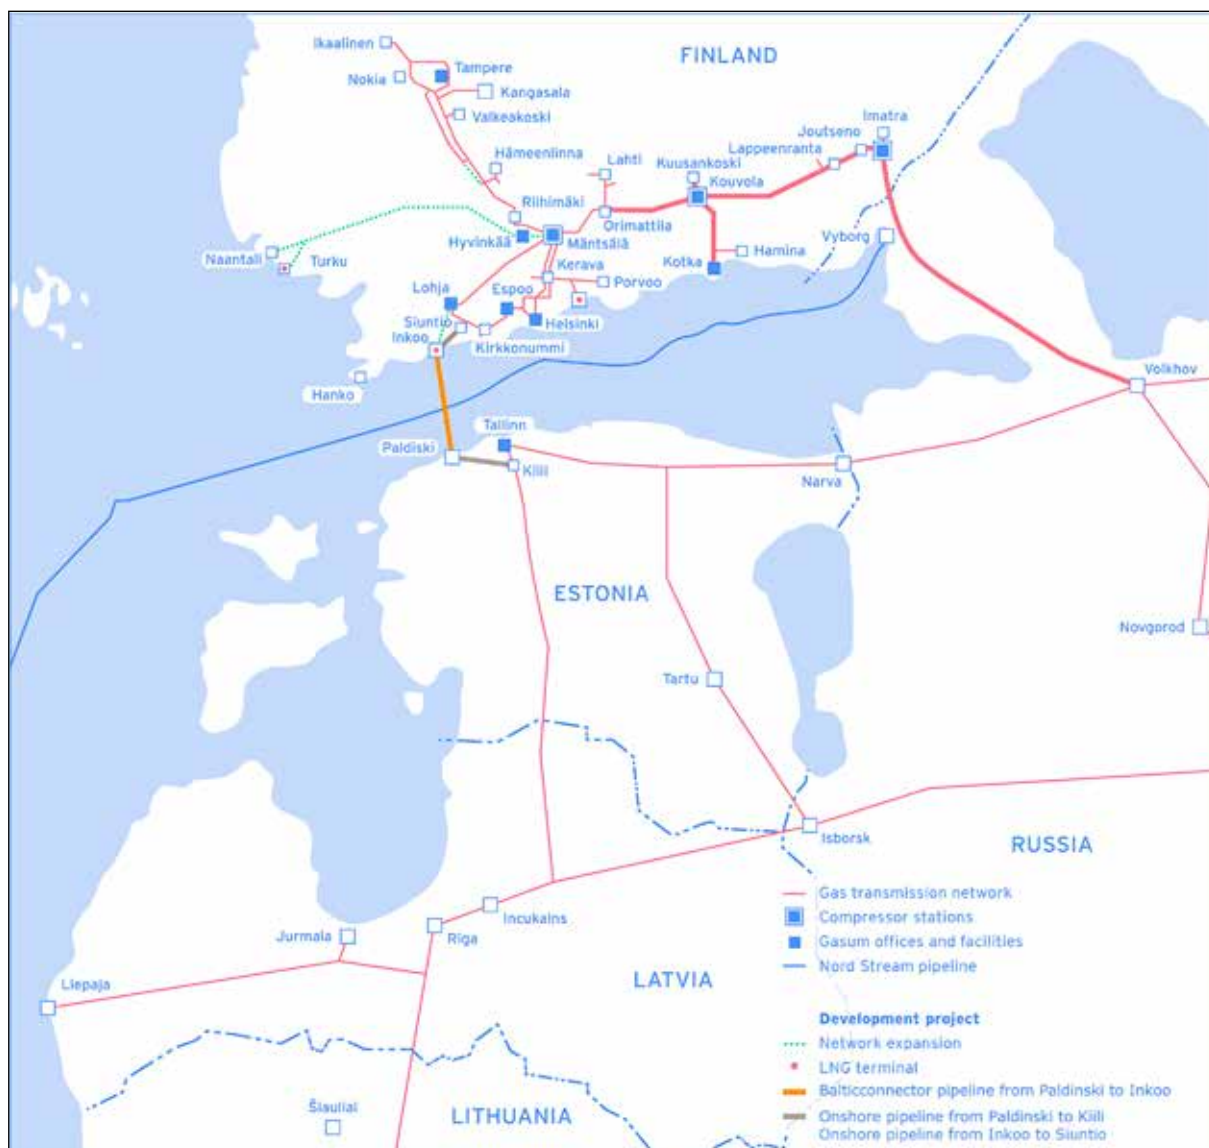 Ikaalinen
FINLAND
Nokia
Tampere
Kangasala
Valkeakoski
Imatra
Joutseno
Lappeenranta
Hämeenlinna
Lahti
Kuusankoski
Kouvola
Riihimäki
Orimattila
Hyvinkää
Mäntsälä
Vyborg
Naantali
Turku
Kerava
Kotka
Hamina
Porvoo
Lohja
Espoo
Siuntio
Helsinki
Inkoo
Kirkkonummi
Volkhov
Hanko
Tallinn
Paldiski
Kiili
Narva
ESTONIA
Novgorod
Tartu
Isborsk
RUSSIA
Incukalns
Jurmala
Riga
Liepaja
LATVIA
Šiauliai
LITHUANIA
Gas transmission network
Compressor stations
Gasum offices and facilities
Nord Stream pipeline
Development project
Network expansion
LNG terminal
Balticconnector pipeline from Paldinski to Inkoo
Onshore pipeline from Paldinski to Kiili
Onshore pipeline from Inkoo to Siuntio